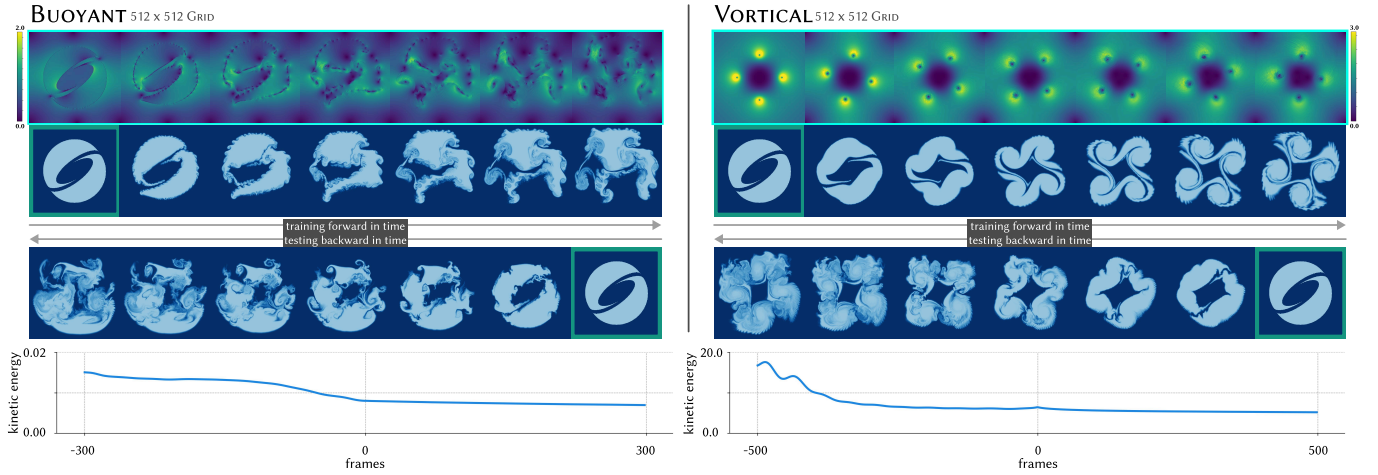 BUOYANT 512 X 512 GRID
2.0
0.0
training forward in time
testing backward in time
kinetic energy
0.02
0.00
-300
0
300
frames
VORTICAL 512 X 512 GRID
3.0
0.0
training forward in time
testing backward in time
kinetic energy
20.0
0.0
-500
0
500
frames